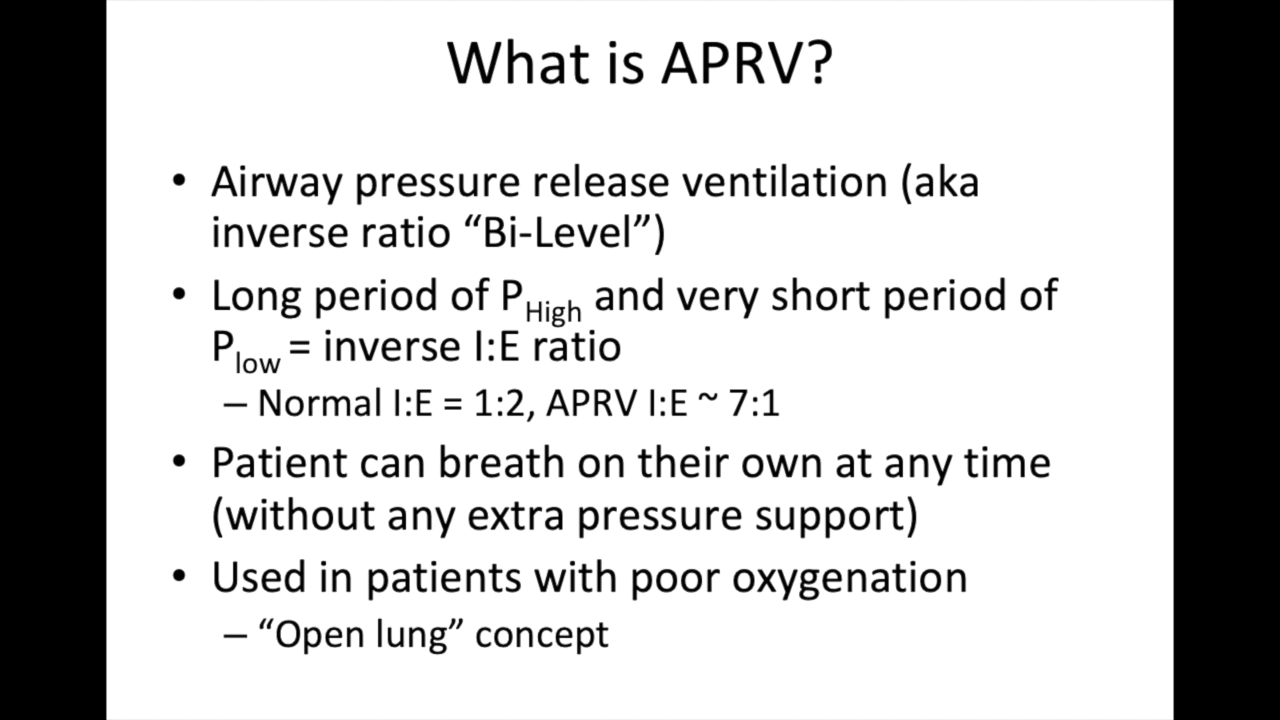 What is APRV?
• Airway pressure release ventilation (aka
inverse ratio “Bi-Level”)
• Long period of PHigh and very short period of
Plow = inverse I:E ratio
– Normal I:E = 1:2, APRV I:E ~ 7:1
• Patient can breath on their own at any time
(without any extra pressure support)
• Used in patients with poor oxygenation
– “Open lung” concept